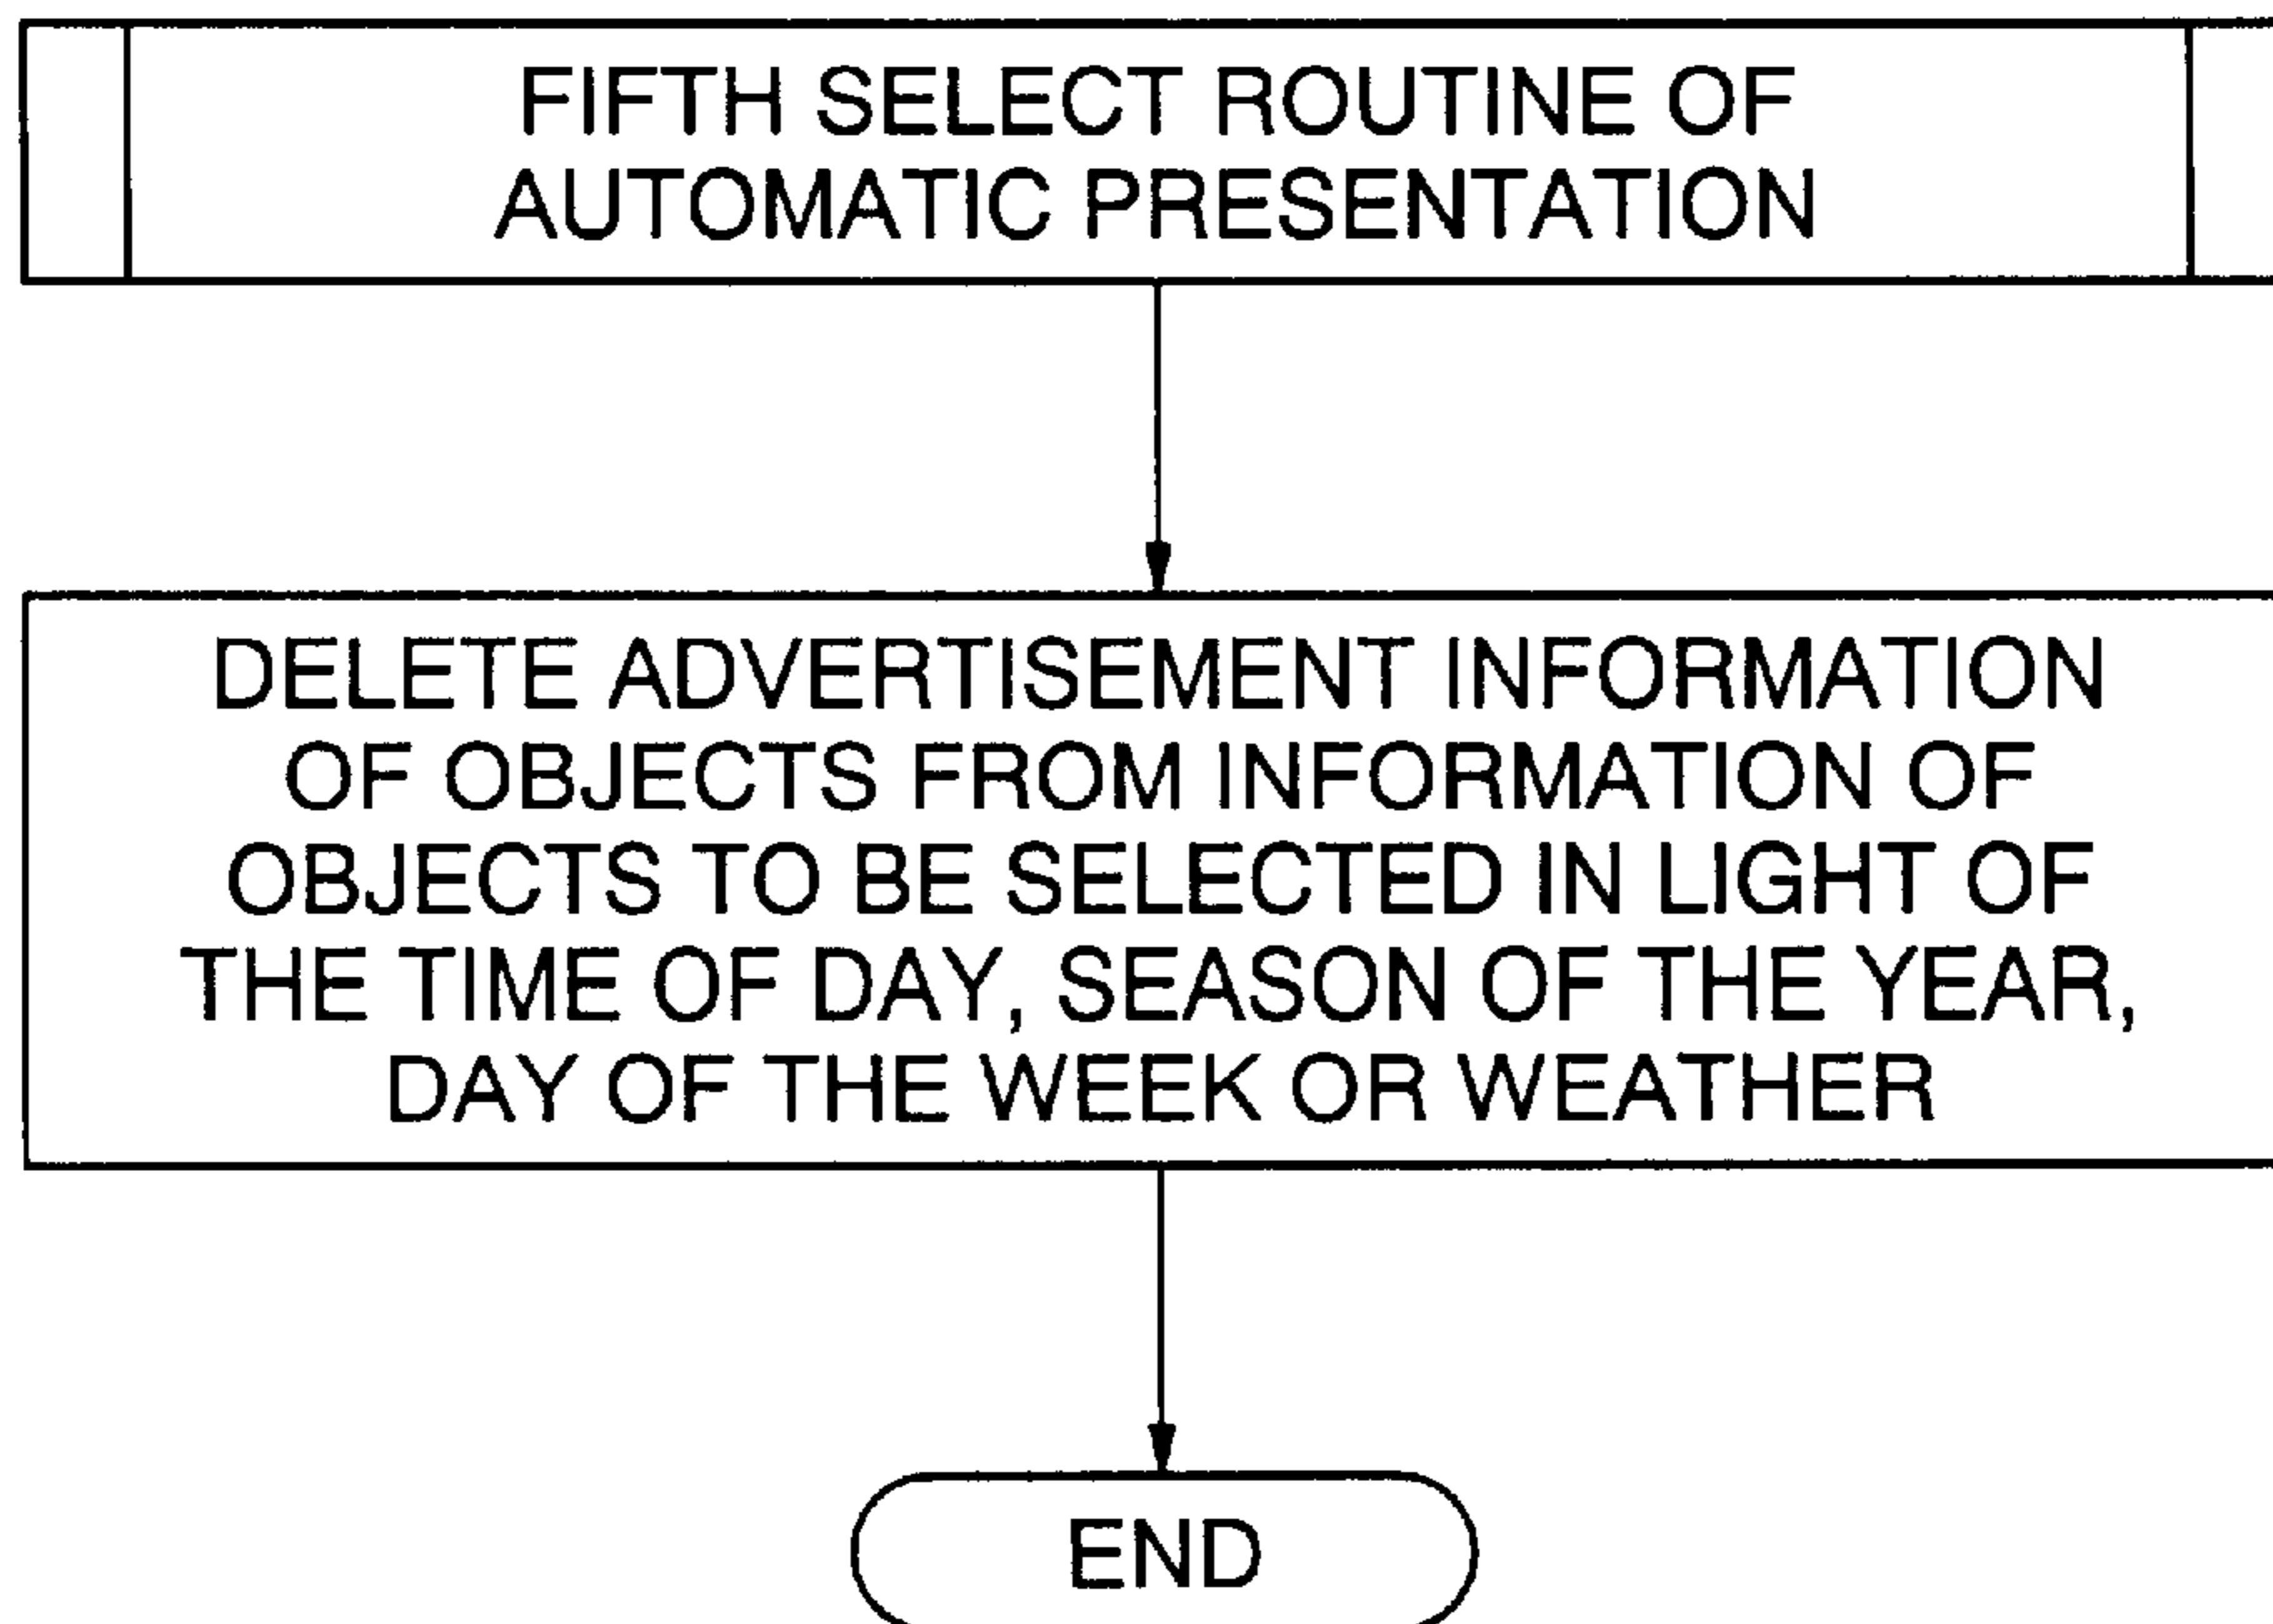 FIFTH SELECT ROUTINE OF
AUTOMATIC PRESENTATION
DELETE ADVERTISEMENT INFORMATION
OF OBJECTS FROM INFORMATION OF
OBJECTS TO BE SELECTED IN LIGHT OF
THE TIME OF DAY, SEASON OF THE YEAR,
DAY OF THE WEEK OR WEATHER
END